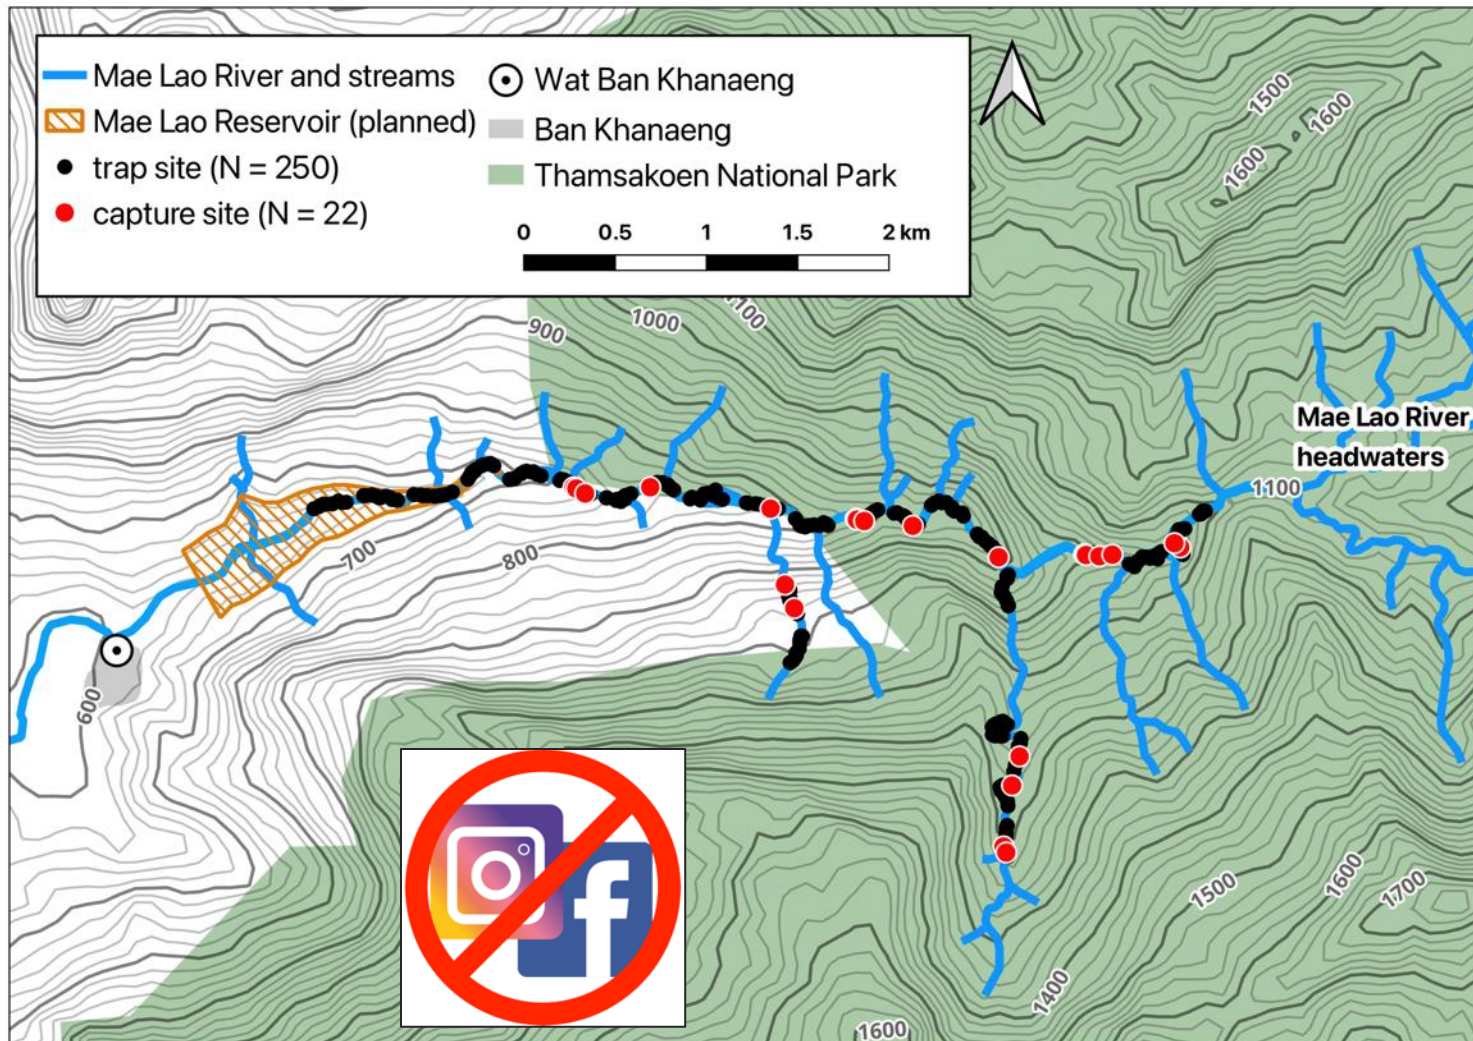 Mae Lao River and streams
Mae Lao Reservoir (planned)
trap site (N = 250)
capture site (N = 22)
Wat Ban Khanaeng
Ban Khanaeng
Thamsakoen National Park
0 0.5 1 1.5 2 km
1500
1600
1600
1100
1000
900
Mae Lao River
headwaters
1100
700
800
600
1500
1600
1700
1400
1600
f